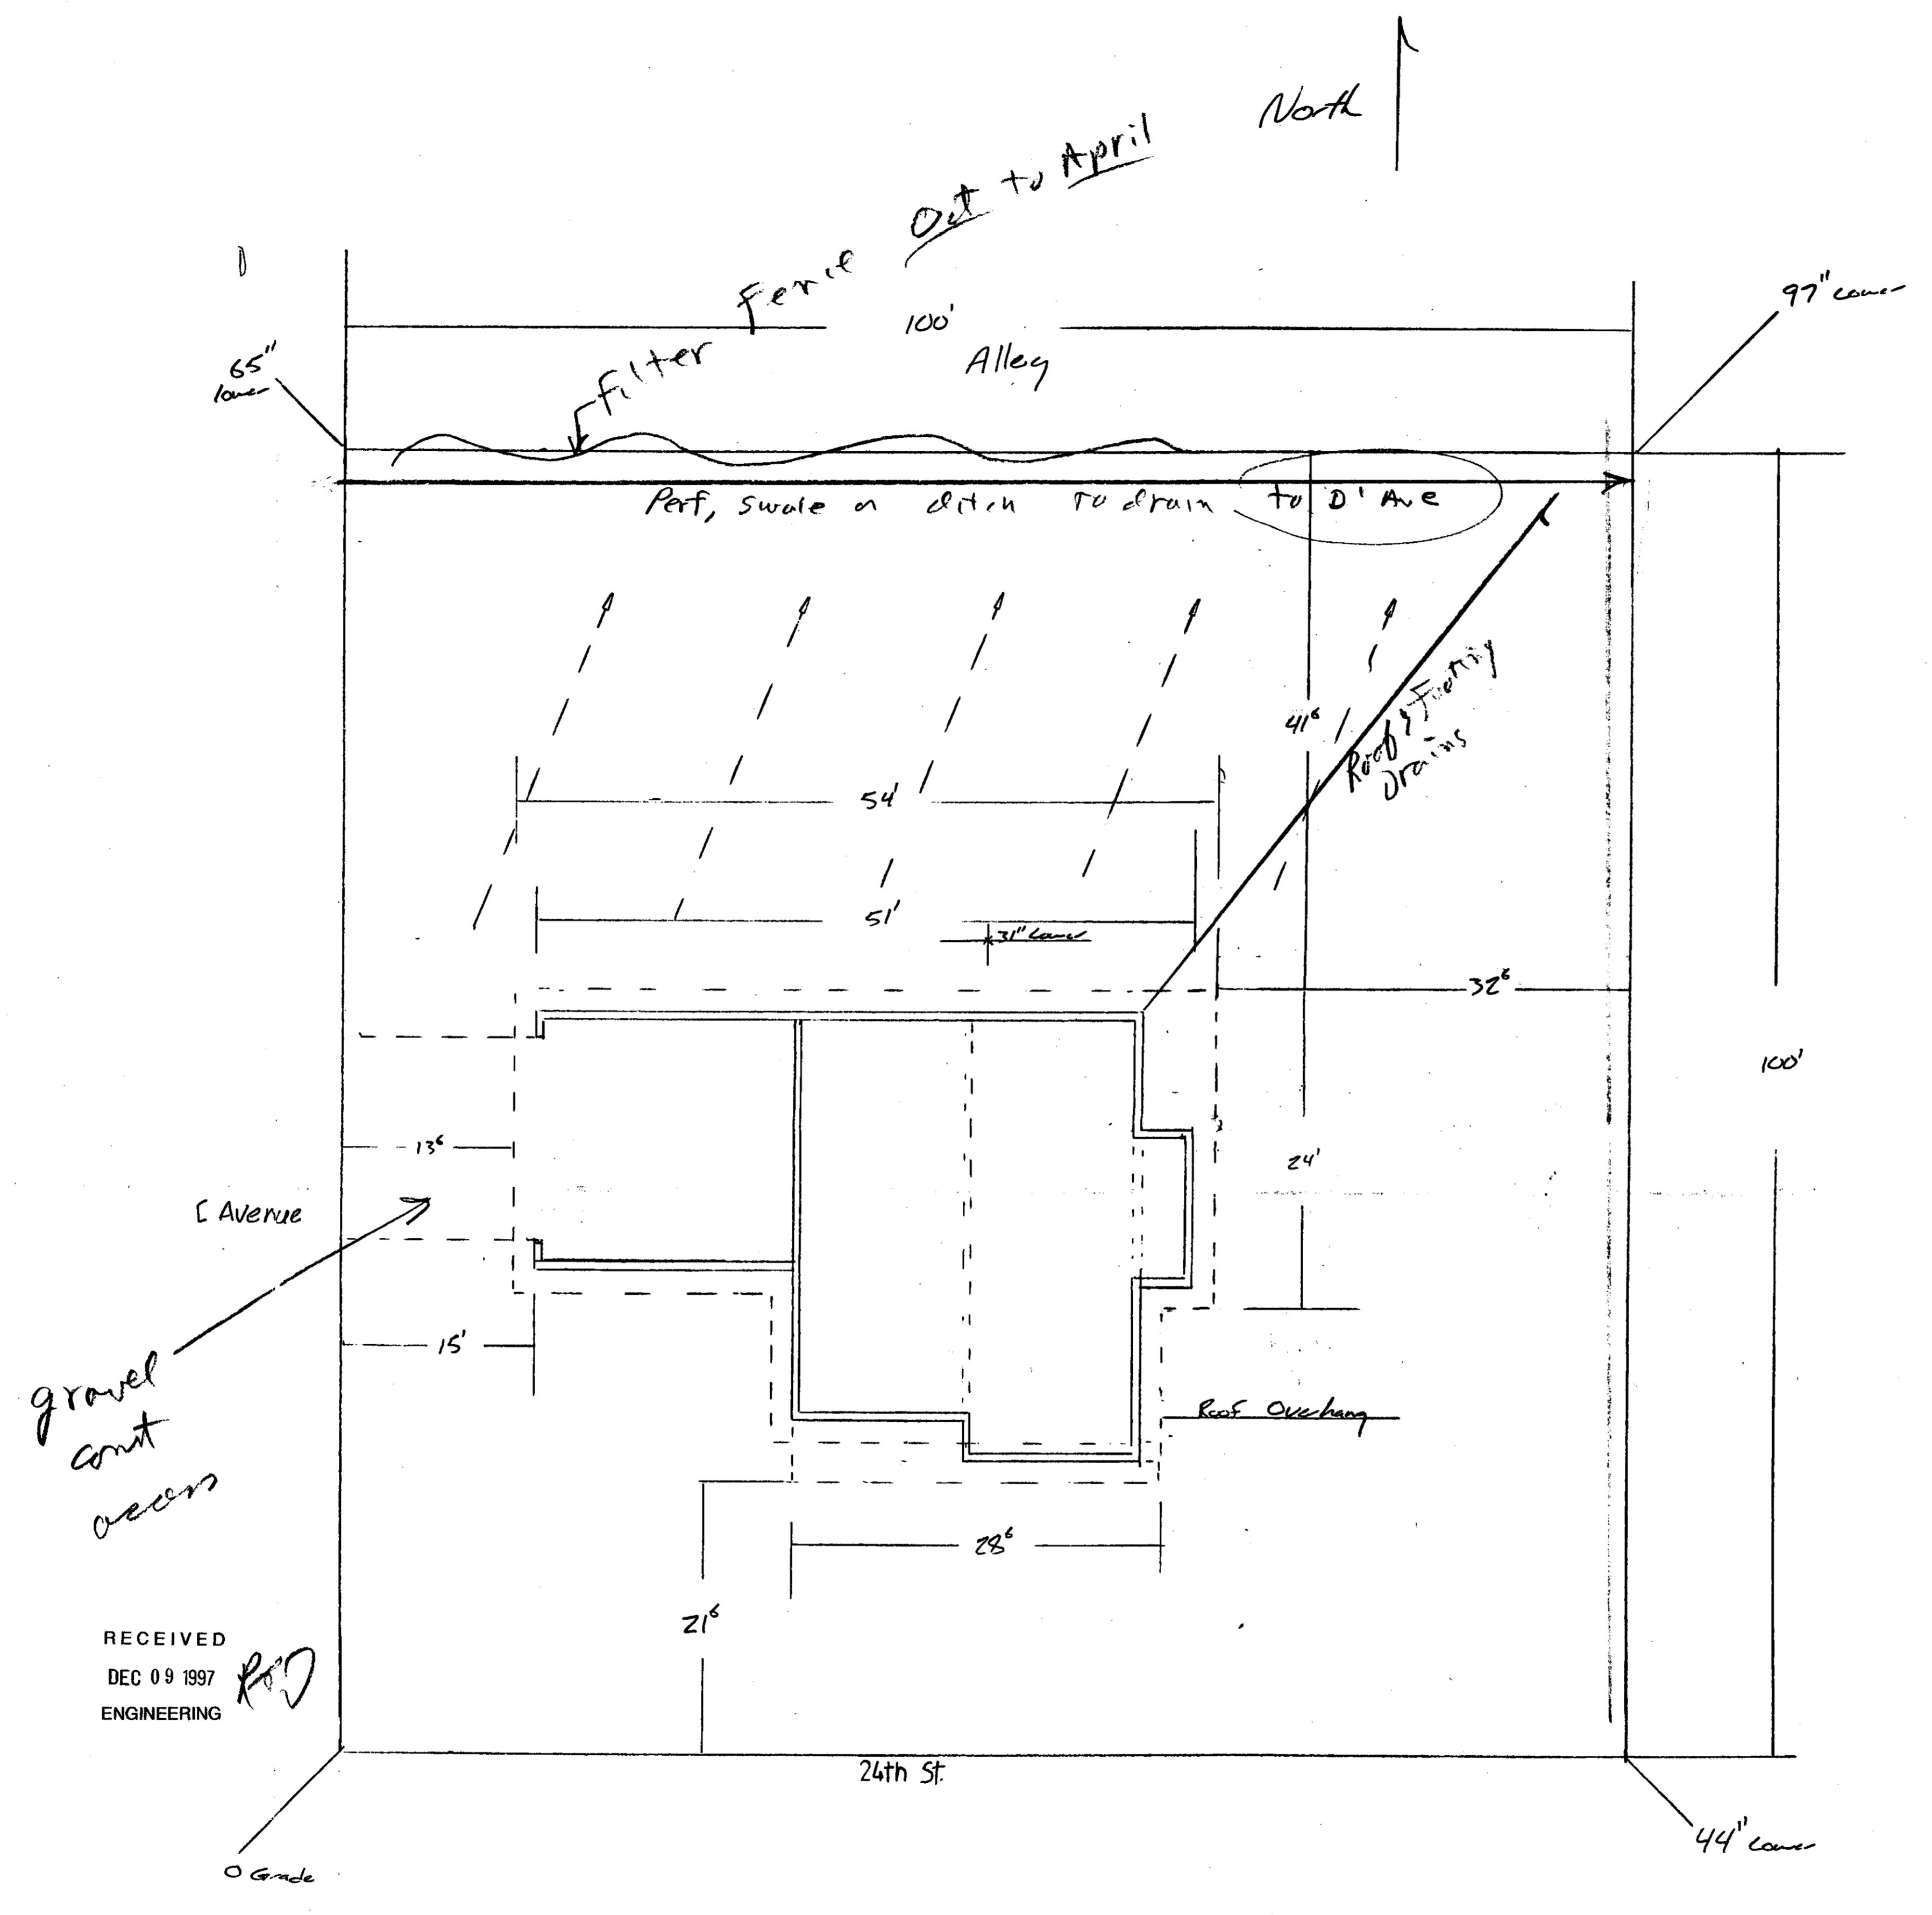 North
Out to April
fence
100'
97" Lower
65"
lower
filter
Alley
Perf, swale or ditch To drain to 'D' Ave
41⁶
Roof & Footing
Drains
54'
51'
31" Lower
32⁶
100'
13⁶
24'
C Avenue
15'
gravel
const
access
Roof Overhang
28⁶
21⁶
RECEIVED
DEC 09 1997
ENGINEERING
24th St.
44" Lower
0 Grade